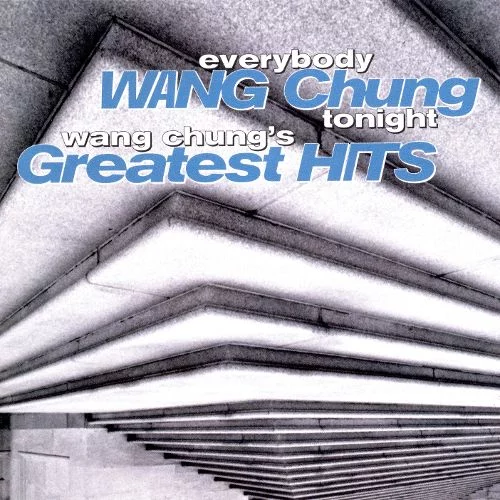 everybody
WANG Chung
tonight
wang chung's
Greatest HITS